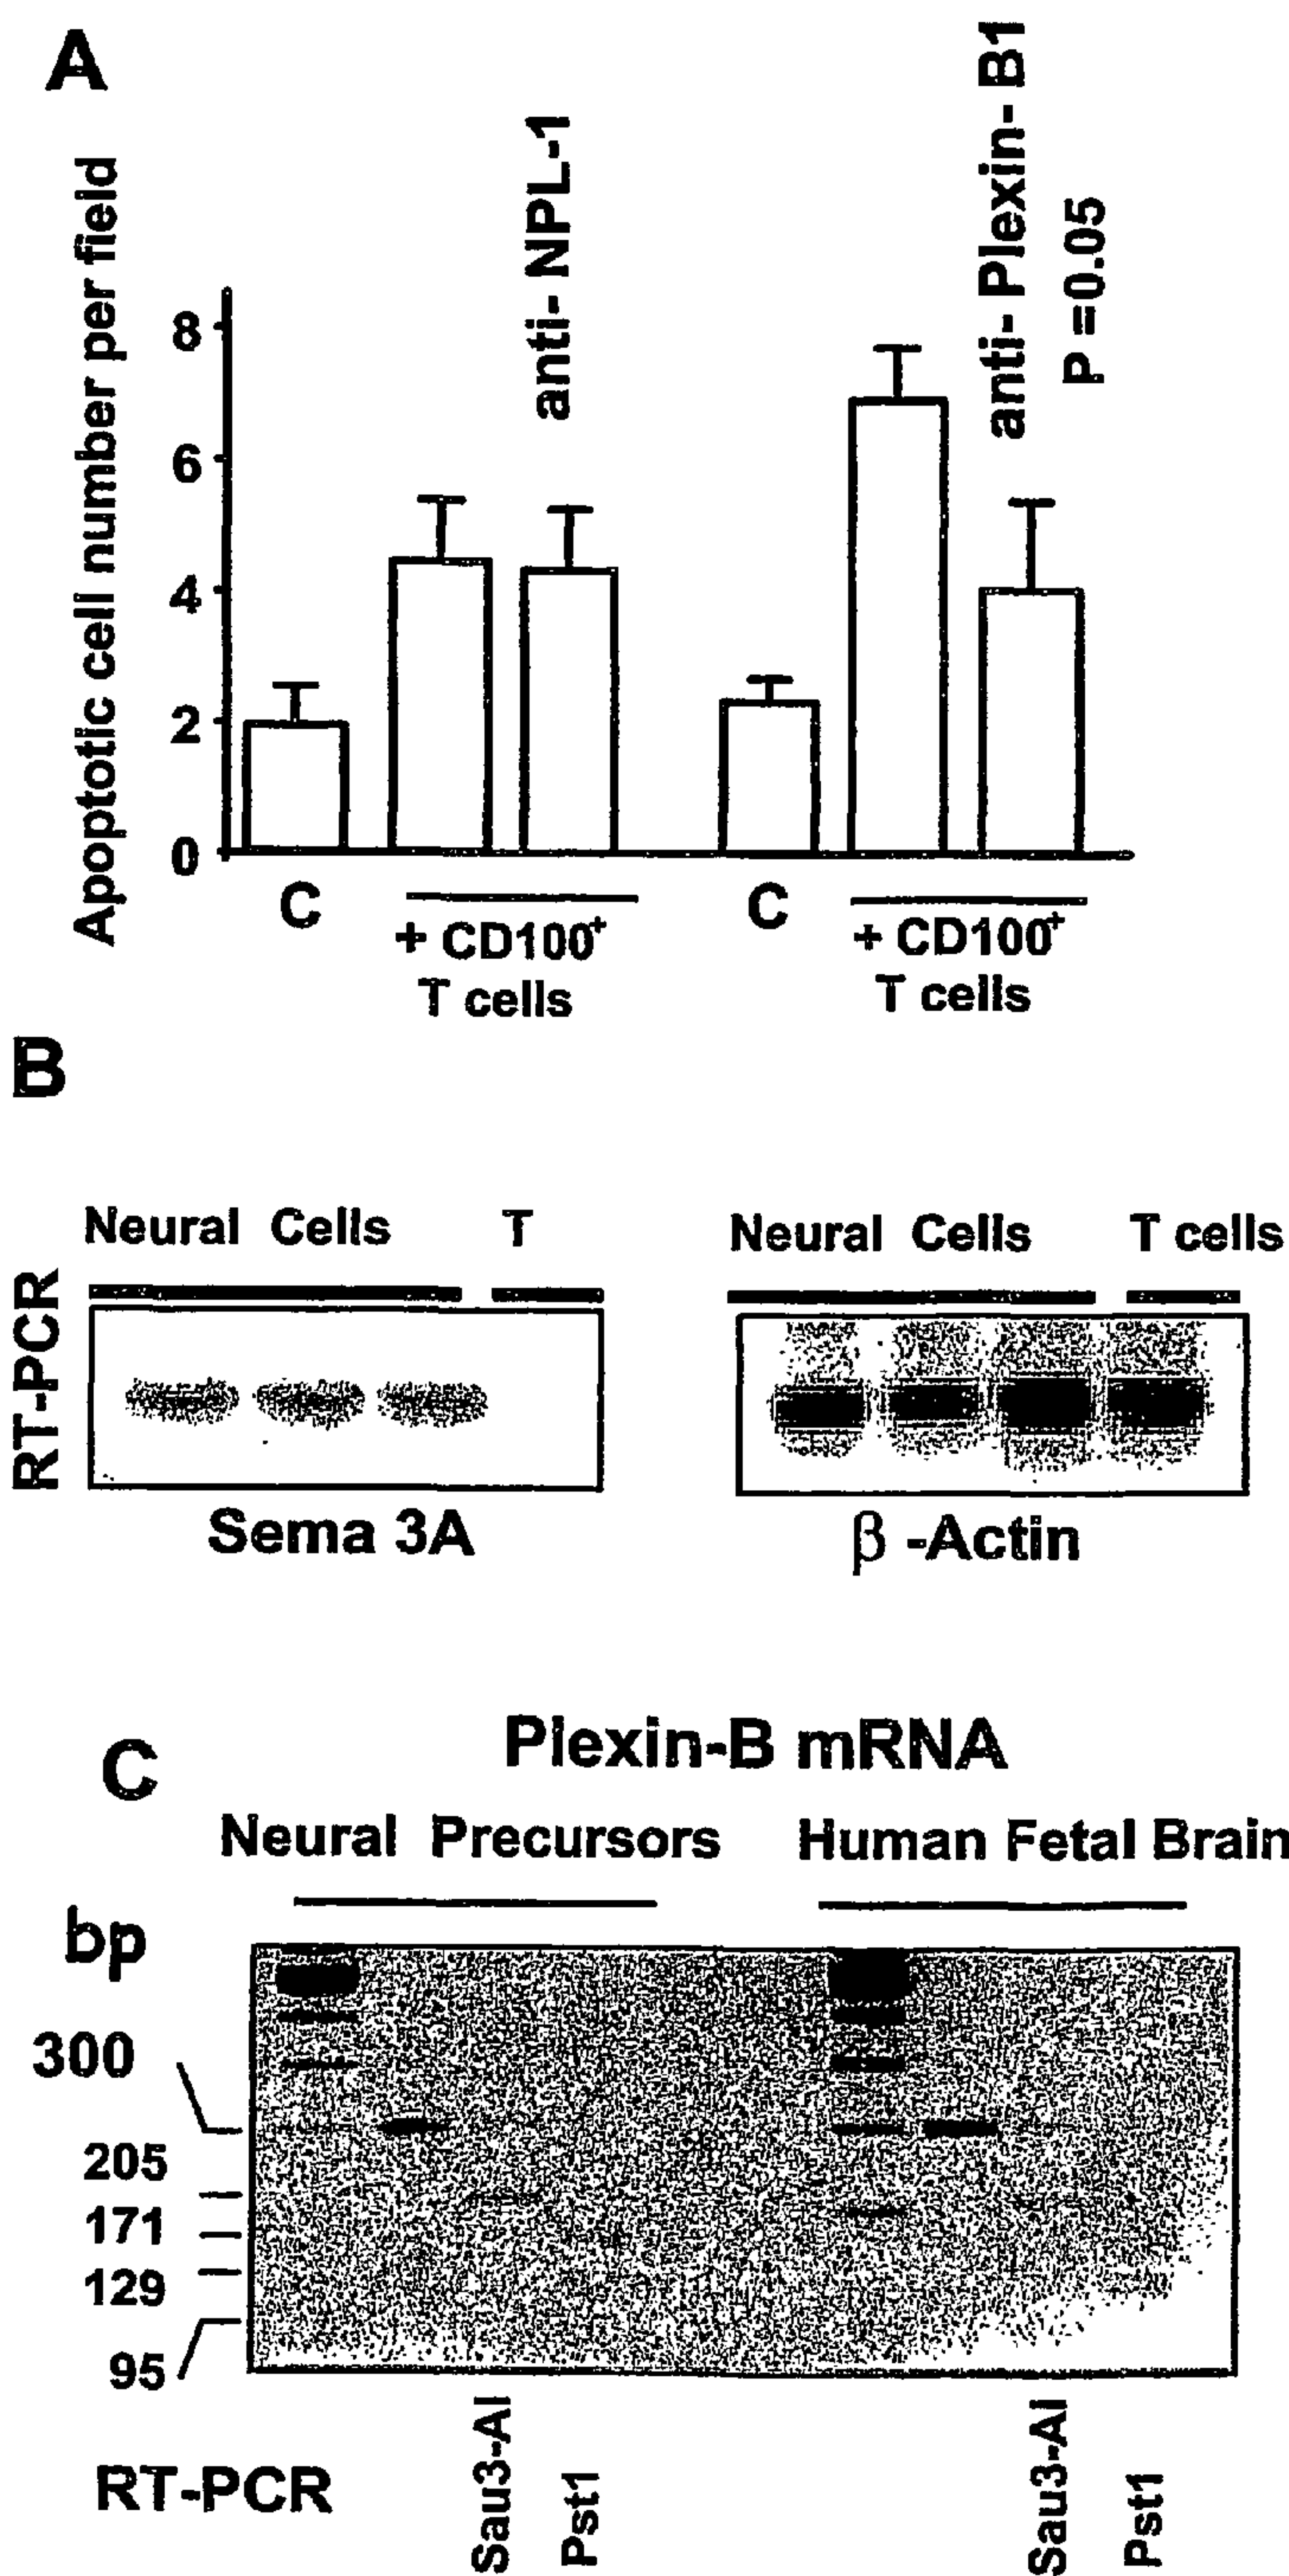 A
Apoptotic cell number per field
anti- NPL-1
anti- Plexin- B1
P =0.05
8
6
4
2
0
C
+ CD100+
T cells
C
+ CD100+
T cells
B
RT-PCR
Neural Cells T
Sema 3A
Neural Cells T cells
β -Actin
C
Plexin-B mRNA
Neural Precursors
Human Fetal Brain
bp
300
205
171
129
95
RT-PCR
Sau3-AI
Pst1
Sau3-AI
Pst1